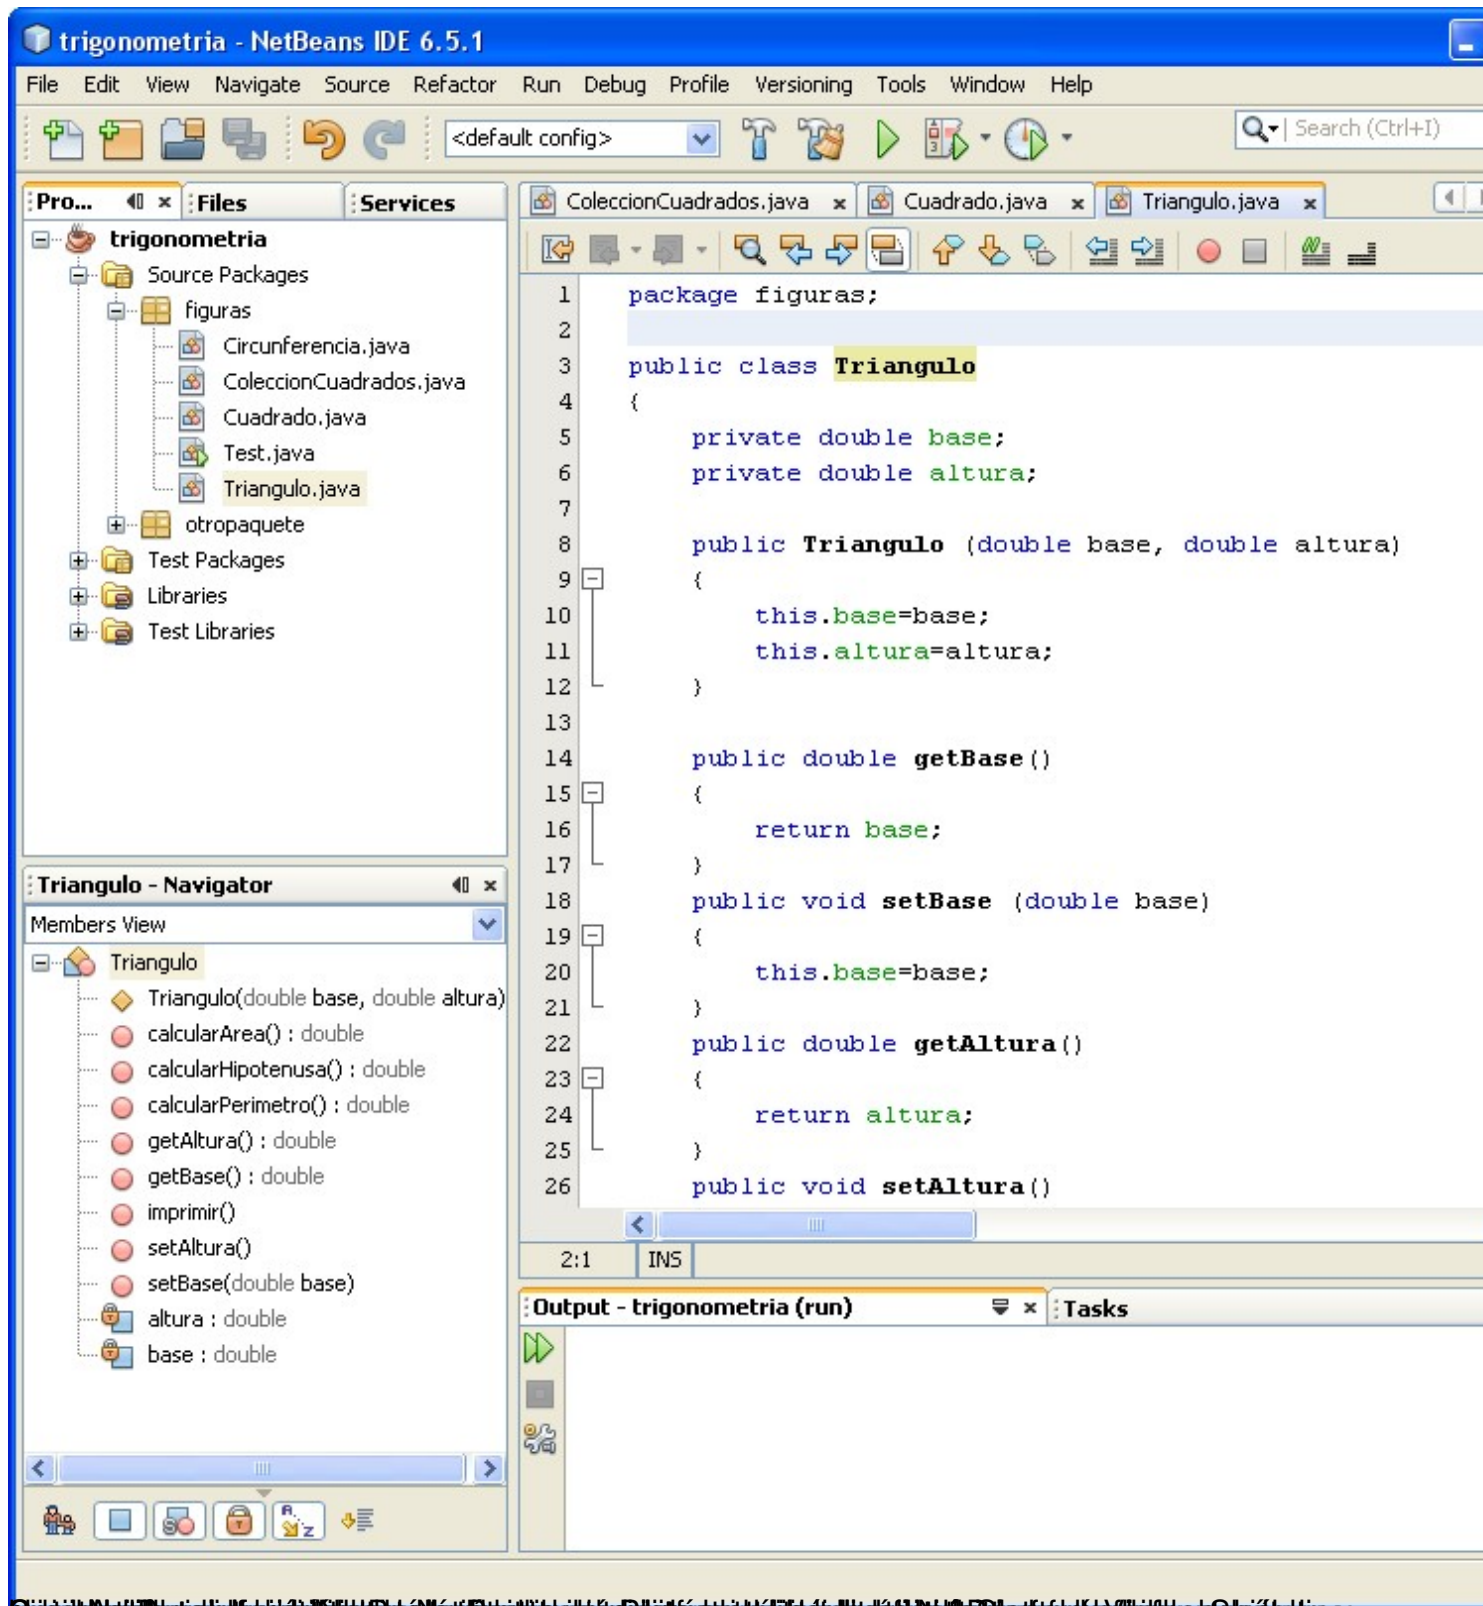 trigonometria - NetBeans IDE 6.5.1
File Edit View Navigate Source Refactor Run Debug Profile Versioning Tools Window Help
<default config>
Search (Ctrl+I)
Pro... Files Services
trigonometria
Source Packages
figuras
Circunferencia.java
ColeccionCuadrados.java
Cuadrado.java
Test.java
Triangulo.java
otropaquete
Test Packages
Libraries
Test Libraries
Triangulo - Navigator
Members View
Triangulo
Triangulo(double base, double altura)
calcularArea() : double
calcularHipotenusa() : double
calcularPerimetro() : double
getAltura() : double
getBase() : double
imprimir()
setAltura()
setBase(double base)
altura : double
base : double
ColeccionCuadrados.java Cuadrado.java Triangulo.java
1 package figuras;
2
3 public class Triangulo
4 {
5 private double base;
6 private double altura;
7
8 public Triangulo (double base, double altura)
9 {
10 this.base=base;
11 this.altura=altura;
12 }
13
14 public double getBase()
15 {
16 return base;
17 }
18 public void setBase (double base)
19 {
20 this.base=base;
21 }
22 public double getAltura()
23 {
24 return altura;
25 }
26 public void setAltura()
2:1 INS
Output - trigonometria (run) Tasks